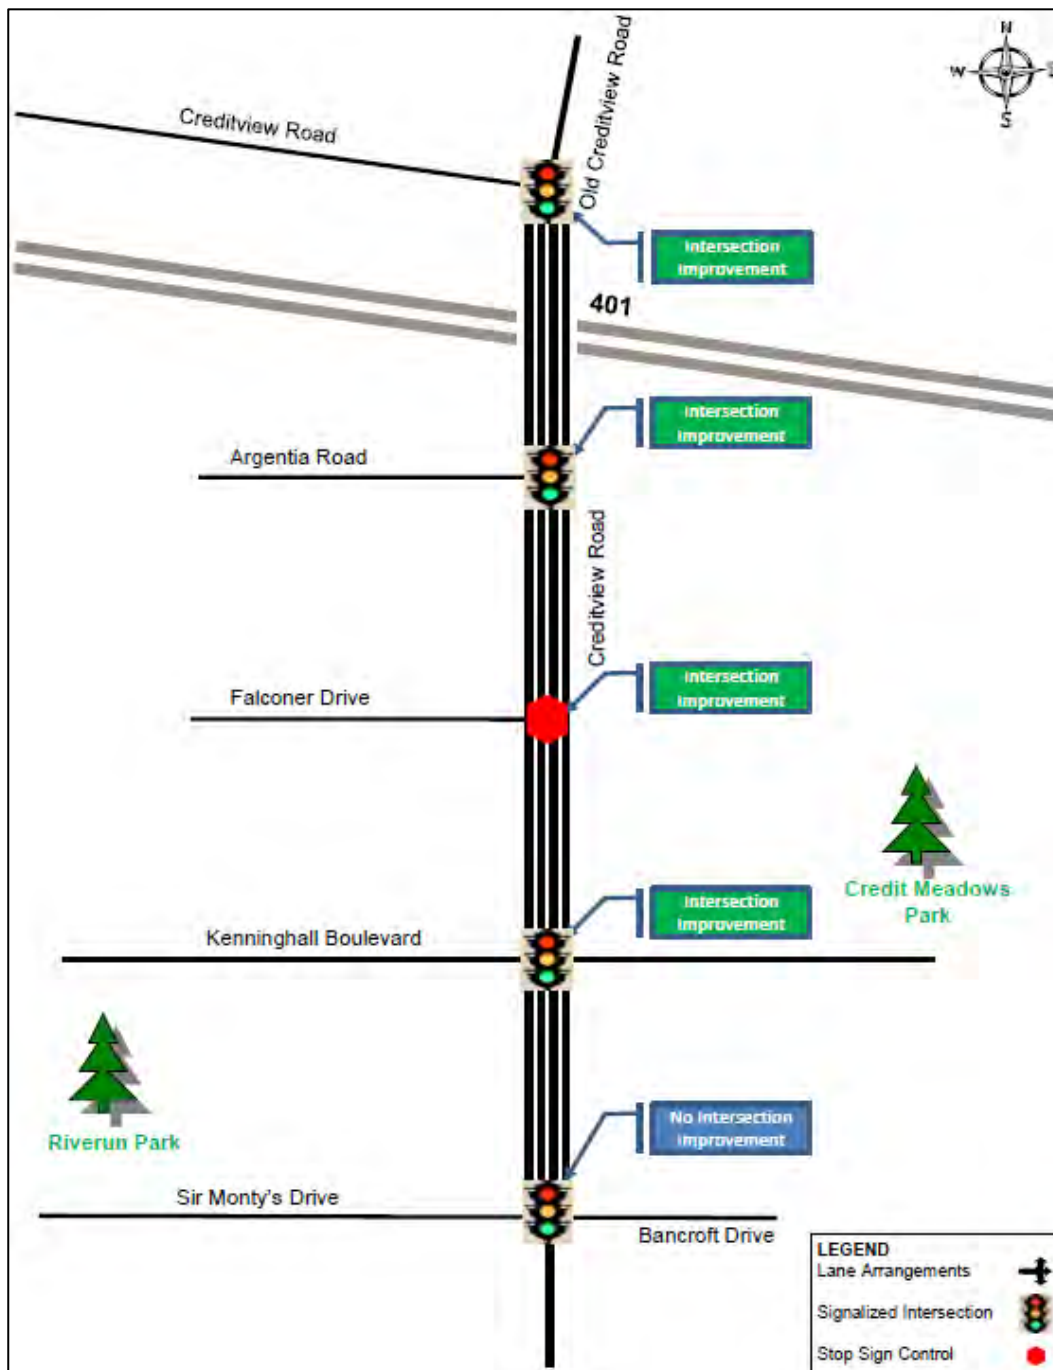 N
W
S
Old Creditview Road
Creditview Road
Intersection
Improvement
401
Intersection
Improvement
Argentia Road
Creditview Road
Intersection
Improvement
Falconer Drive
Credit Meadows
Park
Intersection
Improvement
Kenninghall Boulevard
Riverun Park
No Intersection
Improvement
Sir Monty's Drive
Bancroft Drive
LEGEND
Lane Arrangements
Signalized Intersection
Stop Sign Control